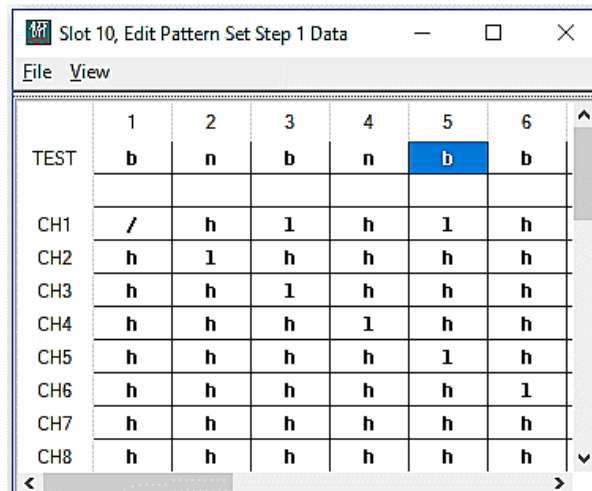 Slot 10, Edit Pattern Set Step 1 Data
File View
1 2 3 4 5 6
TEST b n b n b b
CH1 / h l h l h
CH2 h l h h h h
CH3 h h l h h h
CH4 h h h l h h
CH5 h h h h l h
CH6 h h h h h l
CH7 h h h h h h
CH8 h h h h h h